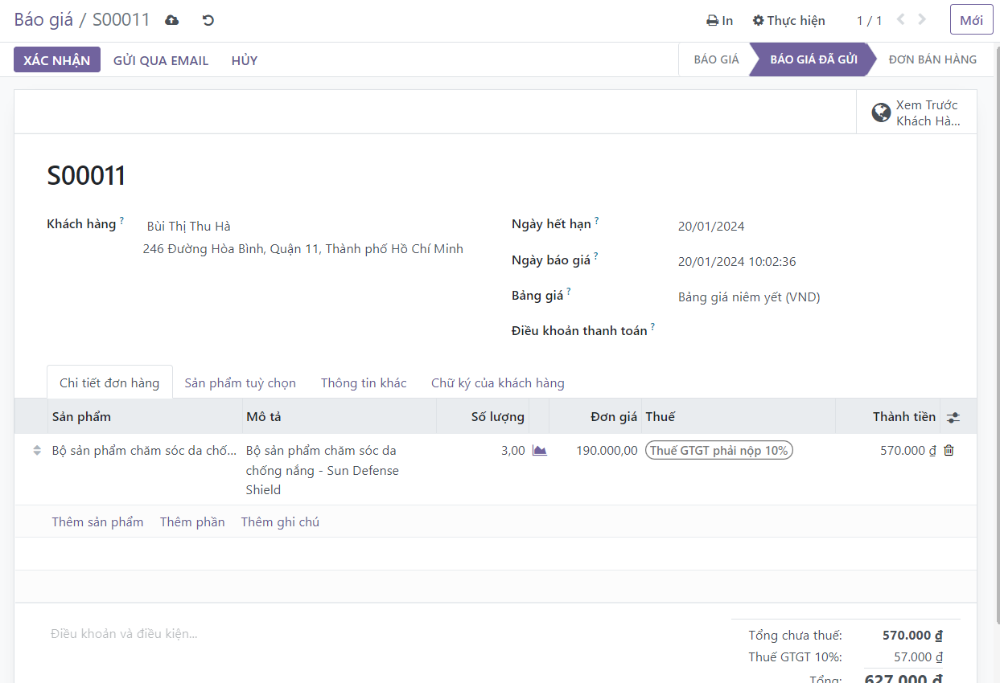 Báo giá / S00011
In
Thực hiện
1 / 1
Mới
XÁC NHẬN
GỬI QUA EMAIL
HỦY
BÁO GIÁ
BÁO GIÁ ĐÃ GỬI
ĐƠN BÁN HÀNG
Xem Trước
Khách Hà...
S00011
Khách hàng ?
Bùi Thị Thu Hà
246 Đường Hòa Bình, Quận 11, Thành phố Hồ Chí Minh
Ngày hết hạn ?
20/01/2024
Ngày báo giá ?
20/01/2024 10:02:36
Bảng giá ?
Bảng giá niêm yết (VND)
Điều khoản thanh toán ?
Chi tiết đơn hàng
Sản phẩm tuỳ chọn
Thông tin khác
Chữ ký của khách hàng
Sản phẩm
Mô tả
Số lượng
Đơn giá
Thuế
Thành tiền
Bộ sản phẩm chăm sóc da chố...
Bộ sản phẩm chăm sóc da
chống nắng - Sun Defense
Shield
3,00
190.000,00
Thuế GTGT phải nộp 10%
570.000 ₫
Thêm sản phẩm
Thêm phần
Thêm ghi chú
Điều khoản và điều kiện...
Tổng chưa thuế:
570.000 ₫
Thuế GTGT 10%:
57.000 ₫
Tổng:
627.000 ₫